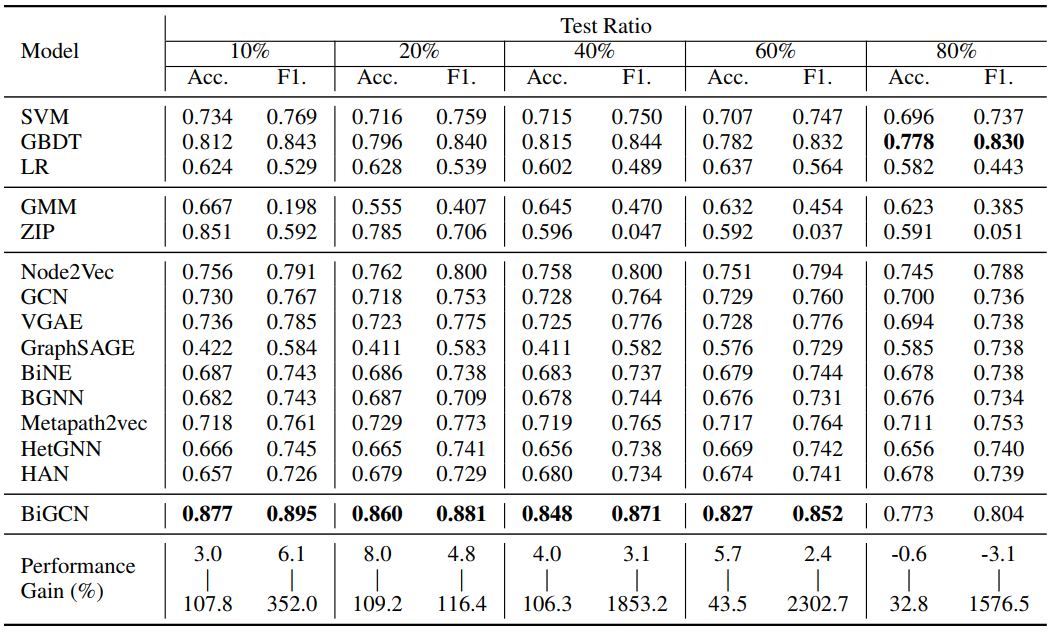 Test Ratio
Model 10% 20% 40% 60% 80%
Acc. F1. Acc. F1. Acc. F1. Acc. F1. Acc. F1.
SVM 0.734 0.769 0.716 0.759 0.715 0.750 0.707 0.747 0.696 0.737
GBDT 0.812 0.843 0.796 0.840 0.815 0.844 0.782 0.832 0.778 0.830
LR 0.624 0.529 0.628 0.539 0.602 0.489 0.637 0.564 0.582 0.443
GMM 0.667 0.198 0.555 0.407 0.645 0.470 0.632 0.454 0.623 0.385
ZIP 0.851 0.592 0.785 0.706 0.596 0.047 0.592 0.037 0.591 0.051
Node2Vec 0.756 0.791 0.762 0.800 0.758 0.800 0.751 0.794 0.745 0.788
GCN 0.730 0.767 0.718 0.753 0.728 0.764 0.729 0.760 0.700 0.736
VGAE 0.736 0.785 0.723 0.775 0.725 0.776 0.728 0.776 0.694 0.738
GraphSAGE 0.422 0.584 0.411 0.583 0.411 0.582 0.576 0.729 0.585 0.738
BiNE 0.687 0.743 0.686 0.738 0.683 0.737 0.679 0.744 0.678 0.738
BGNN 0.682 0.743 0.687 0.709 0.678 0.744 0.676 0.731 0.676 0.734
Metapath2vec 0.718 0.761 0.729 0.773 0.719 0.765 0.717 0.764 0.711 0.753
HetGNN 0.666 0.745 0.665 0.741 0.656 0.738 0.669 0.742 0.656 0.740
HAN 0.657 0.726 0.679 0.729 0.680 0.734 0.674 0.741 0.678 0.739
BiGCN 0.877 0.895 0.860 0.881 0.848 0.871 0.827 0.852 0.773 0.804
Performance Gain (%)
3.0 6.1 8.0 4.8 4.0 3.1 5.7 2.4 -0.6 -3.1
107.8 352.0 109.2 116.4 106.3 1853.2 43.5 2302.7 32.8 1576.5